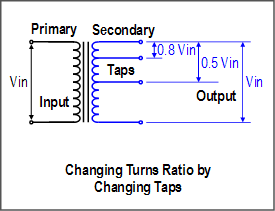 Primary Secondary
0.8 Vin
Taps
0.5 Vin
Vin
Vin
Input
Output
Changing Turns Ratio by
Changing Taps